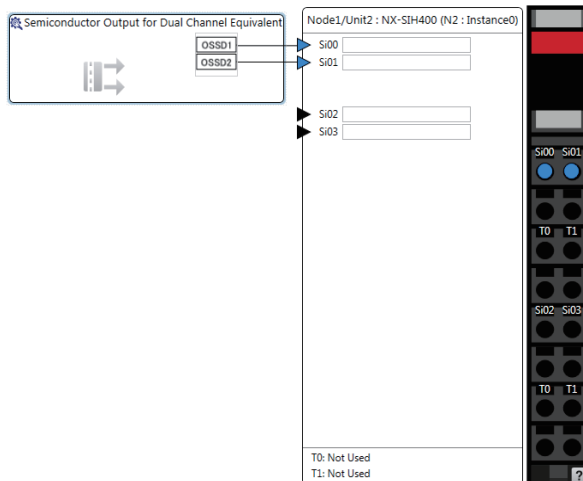 Semiconductor Output for Dual Channel Equivalent
OSSD1
OSSD2
Node1/Unit2 : NX-SIH400 (N2 : Instance0)
Si00
Si01
Si02
Si03
T0: Not Used
T1: Not Used
Si00 Si01
T0 T1
Si02 Si03
T0 T1
?